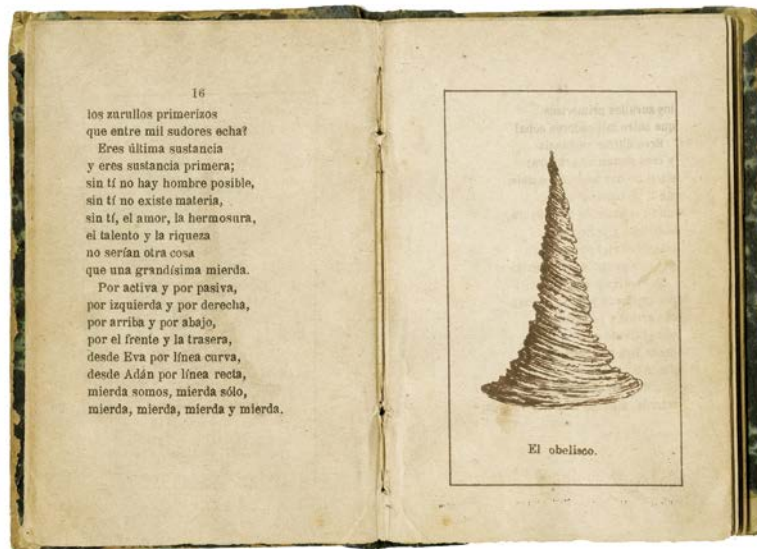 16
los zurullos primerizos
que entre mil sudores echa?
Eres última sustancia
y eres sustancia primera;
sin tí no hay hombre posible,
sin tí no existe materia,
sin tí, el amor, la hermosura,
el talento y la riqueza
no serían otra cosa
que una grandísima mierda.
Por activa y por pasiva,
por izquierda y por derecha,
por arriba y por abajo,
por el frente y la trasera,
desde Eva por línea curva,
desde Adán por línea recta,
mierda somos, mierda sólo,
mierda, mierda, mierda y mierda.
El obelisco.